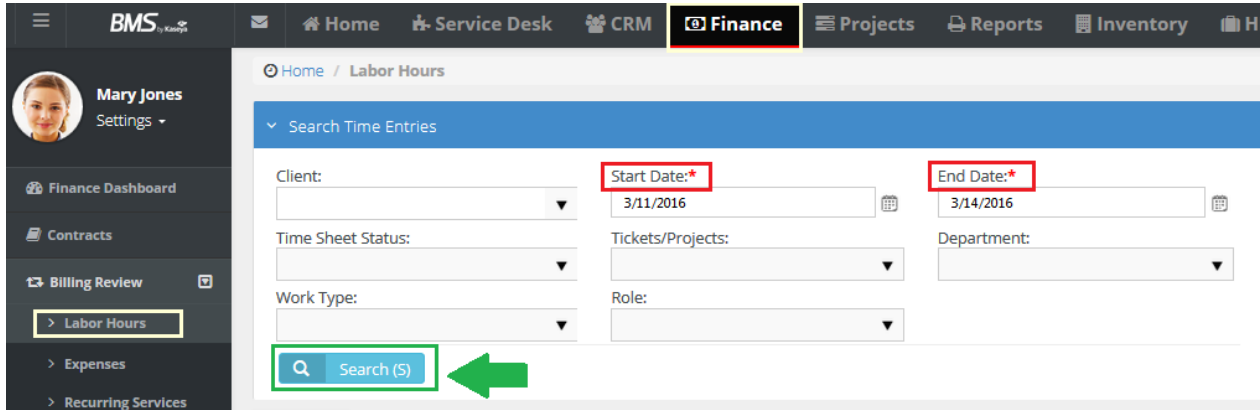 BMS by Kaseya Home Service Desk CRM Finance Projects Reports Inventory H
Home / Labor Hours
Mary Jones
Settings
Search Time Entries
Client: Start Date:* End Date:*
3/11/2016 3/14/2016
Finance Dashboard
Contracts
Time Sheet Status: Tickets/Projects: Department:
Billing Review
Work Type: Role:
> Labor Hours
> Expenses
Search (S)
> Recurring Services